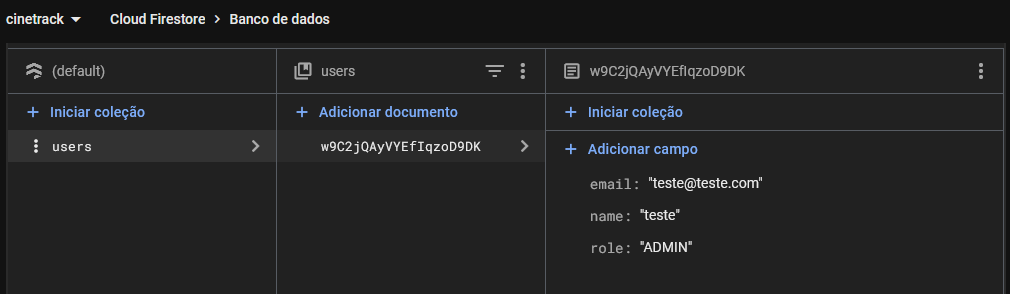 cinetrack Cloud Firestore > Banco de dados
(default) users w9C2jQAyVYEfIqzoD9DK
+ Iniciar coleção + Adicionar documento + Iniciar coleção
users > w9C2jQAyVYEfIqzoD9DK > + Adicionar campo
email: "teste@teste.com"
name: "teste"
role: "ADMIN"